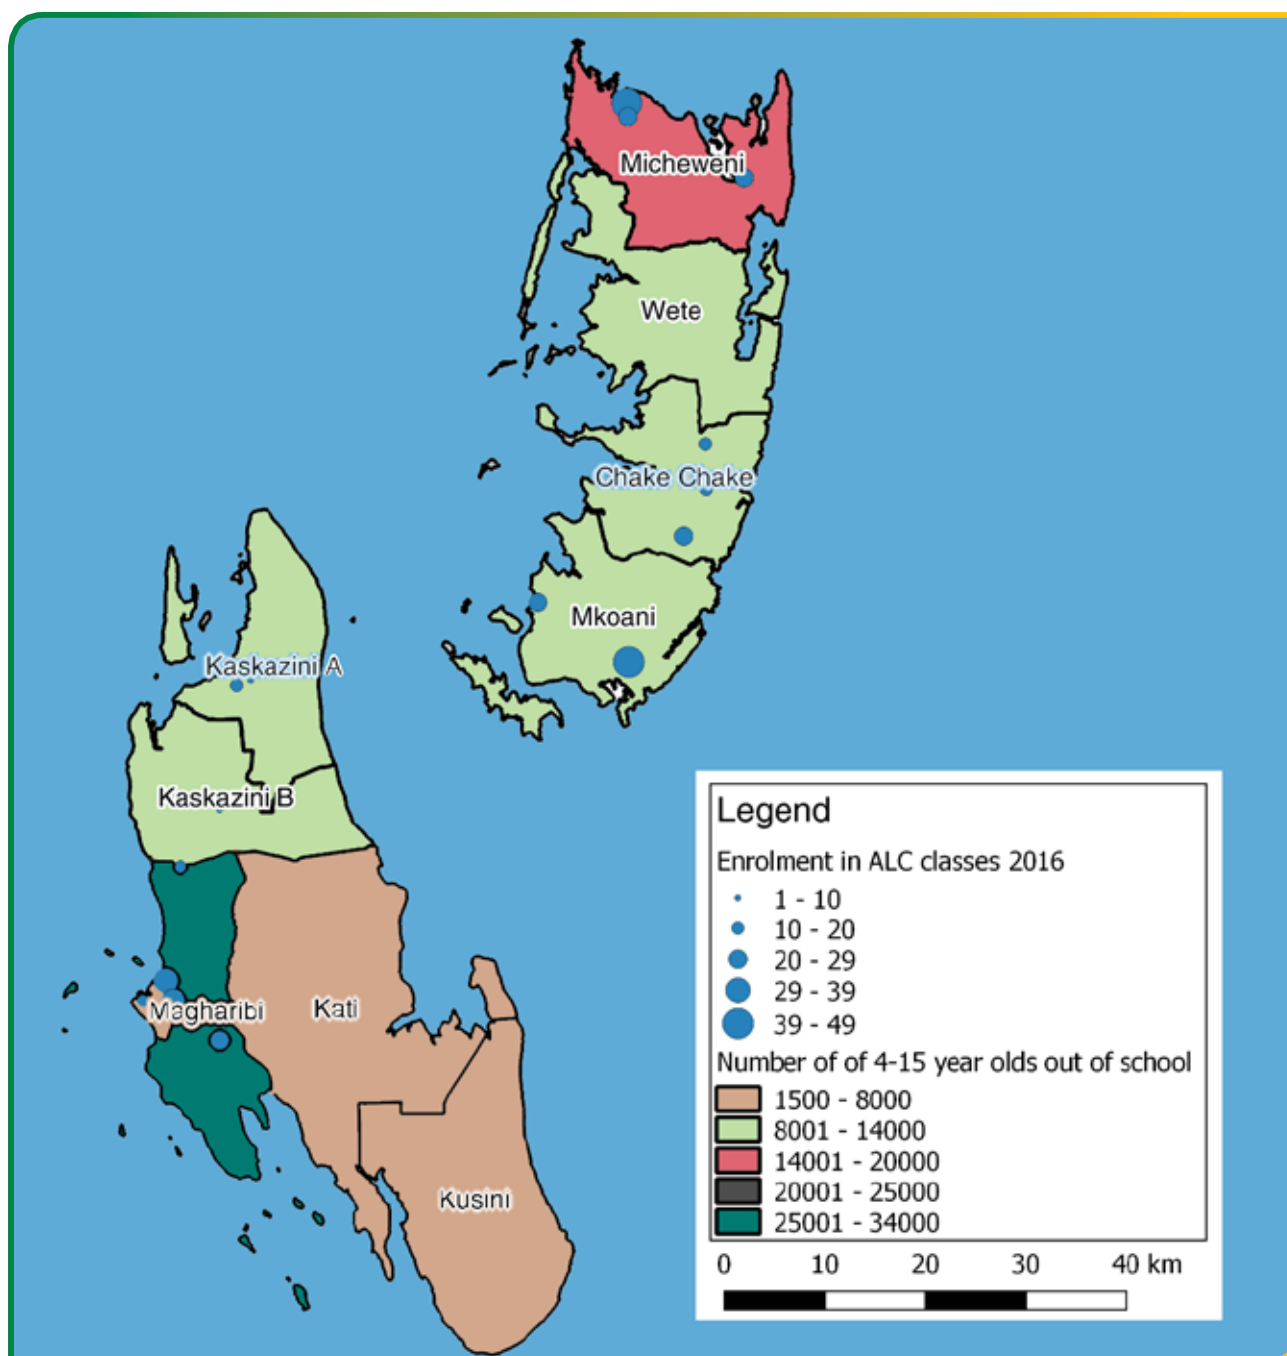 Micheweni
Wete
Chake Chake
Mkoani
Kaskazini A
Kaskazini B
Magharibi
Kati
Kusini
Legend
Enrolment in ALC classes 2016
1 - 10
10 - 20
20 - 29
29 - 39
39 - 49
Number of of 4-15 year olds out of school
1500 - 8000
8001 - 14000
14001 - 20000
20001 - 25000
25001 - 34000
0 10 20 30 40 km